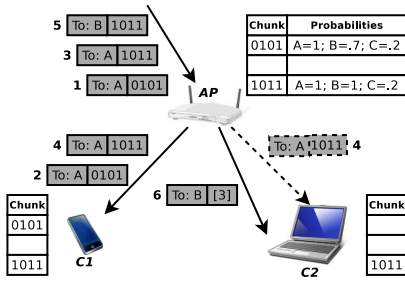 5 To: B 1011
3 To: A 1011
1 To: A 0101
AP
Chunk Probabilities
0101 A=1; B=.7; C=.2
1011 A=1; B=1; C=.2
4 To: A 1011
2 To: A 0101
To: A 1011 4
6 To: B [3]
Chunk
0101
1011
C1
C2
Chunk
1011